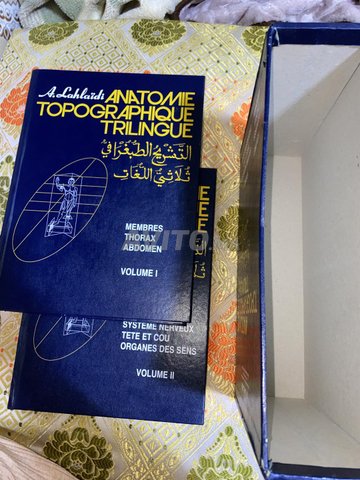 A. Lahlaïdi ANATOMIE
TOPOGRAPHIQUE
TRILINGUE
التشريح الطبغرافي
ثلاثي اللغات
MEMBRES
THORAX
ABDOMEN
VOLUME I
SYSTEME NERVEUX
TETE ET COU
ORGANES DES SENS
VOLUME II